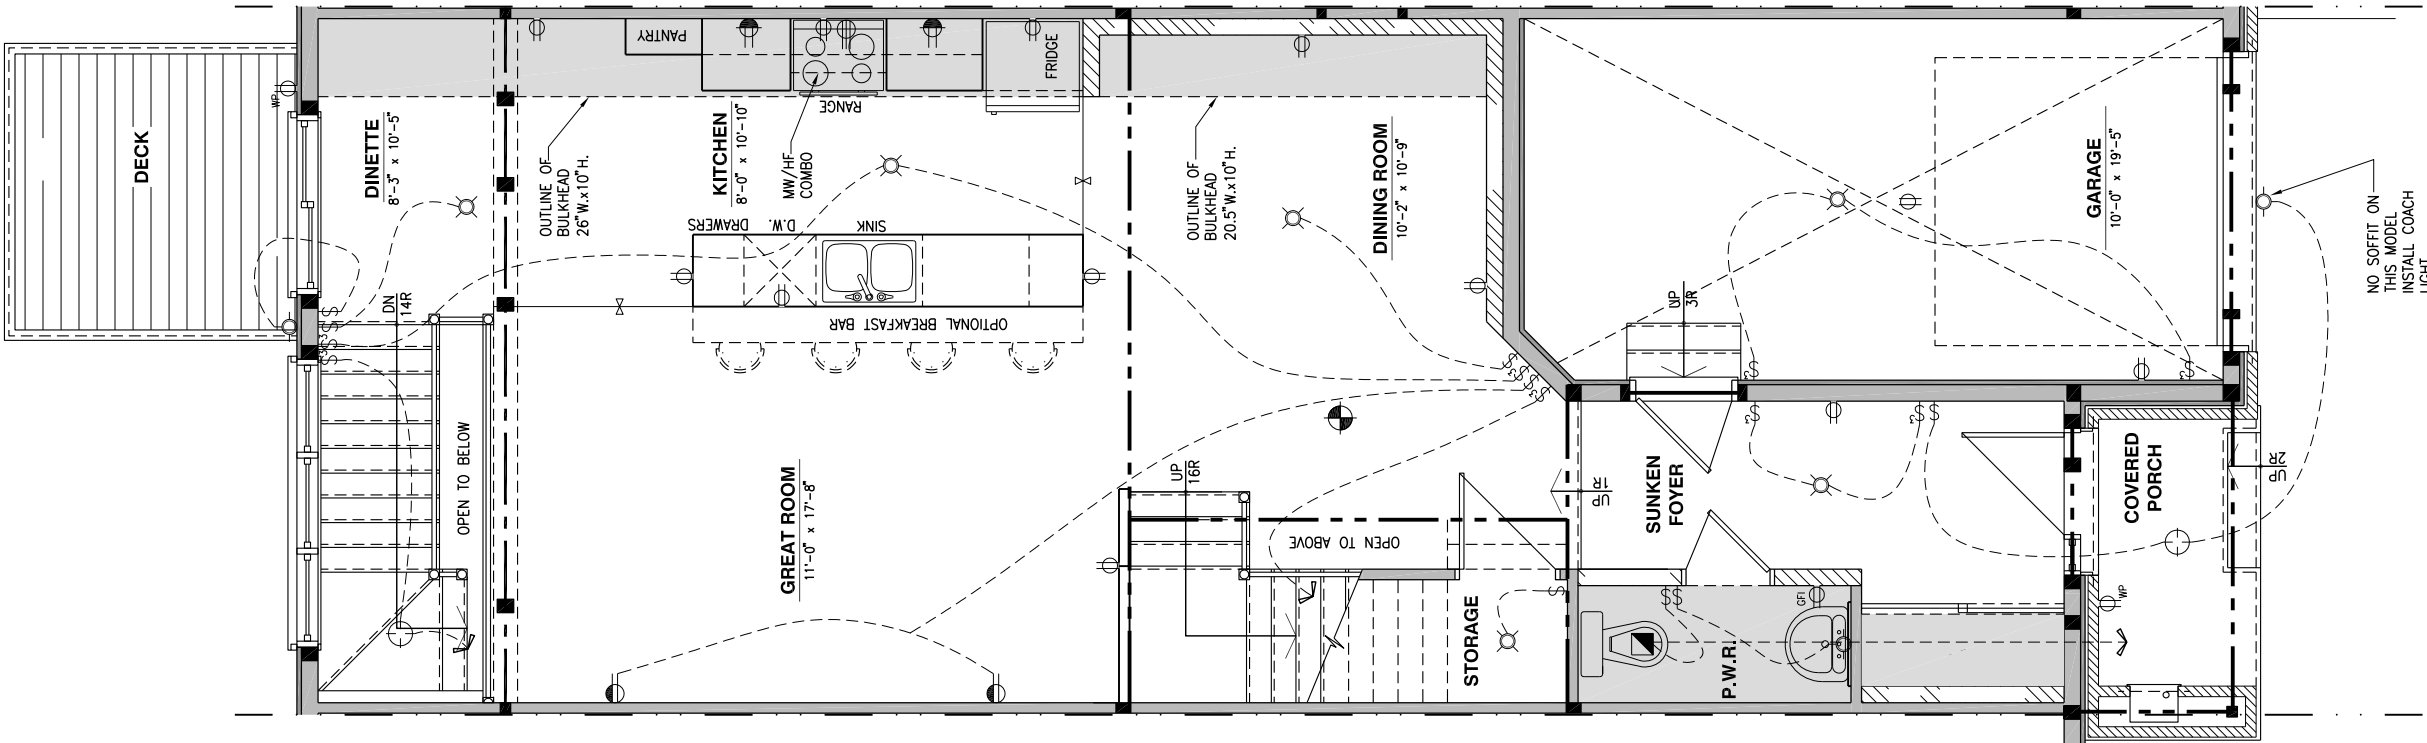 DECK
WP
DINETTE
8'-3" x 10'-5"
DN
14R
OPEN TO BELOW
OUTLINE OF
BULKHEAD
26"W.x10"H.
PANTRY
KITCHEN
8'-0" x 10'-10"
MW/HF
COMBO
RANGE
FRIDGE
DRAWERS
D.W.
SINK
OPTIONAL BREAKFAST BAR
GREAT ROOM
11'-0" x 17'-8"
OUTLINE OF
BULKHEAD
20.5"W.x10"H.
DINING ROOM
10'-2" x 10'-9"
UP
16R
OPEN TO ABOVE
STORAGE
UP
1R
SUNKEN
FOYER
P.W.R.
GFI
UP
3R
GARAGE
10'-0" x 19'-5"
COVERED
PORCH
WP
UP
2R
NO SOFFIT ON
THIS MODEL
INSTALL COACH
LIGHT